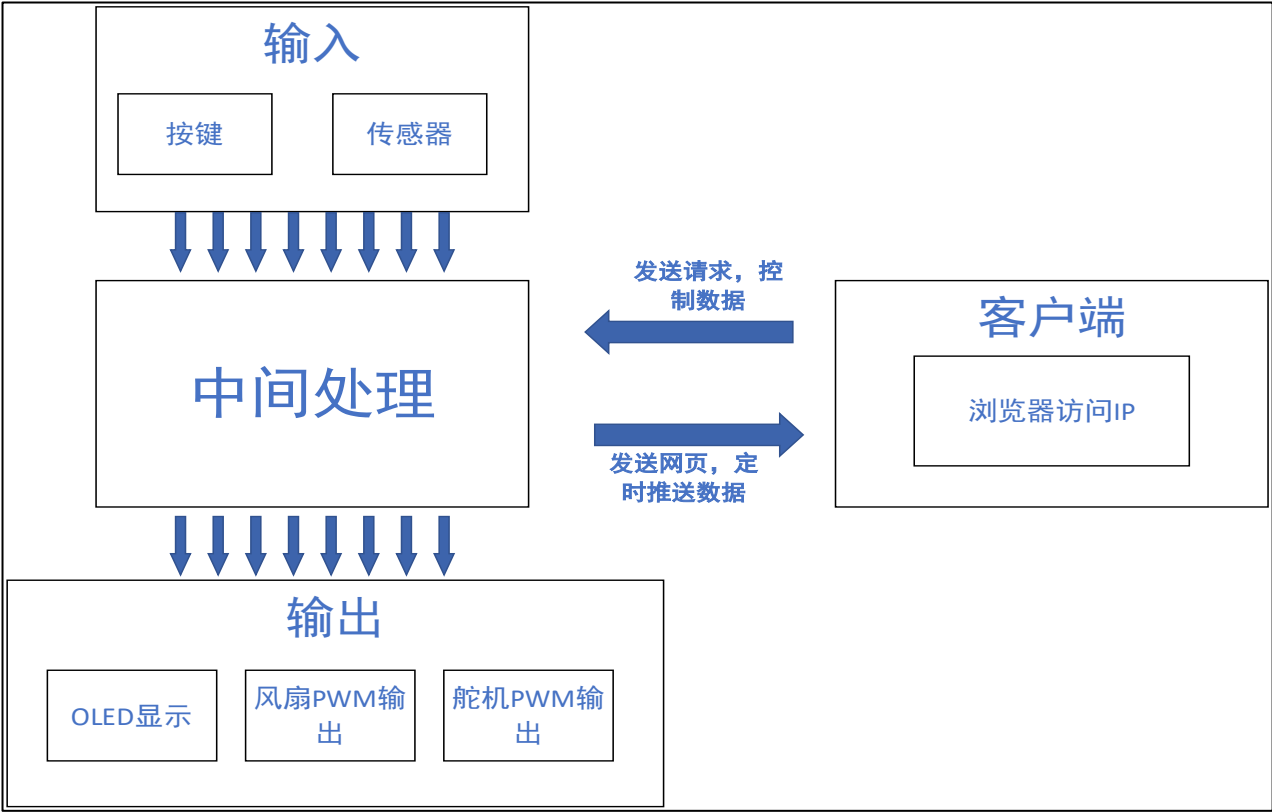 输入
按键
传感器
发送请求，控
制数据
客户端
中间处理
浏览器访问IP
发送网页，定
时推送数据
输出
OLED显示
风扇PWM输
出
舵机PWM输
出